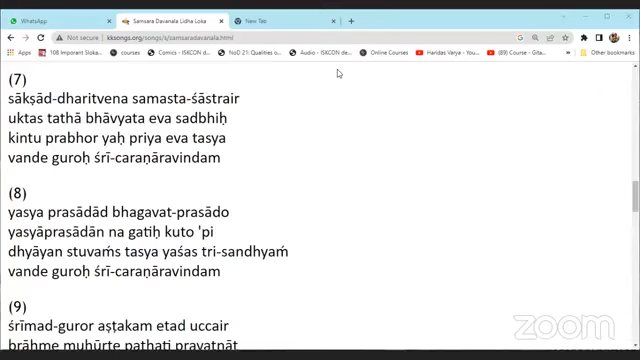 WhatsApp
Samsara Davanala Lidha Loka
New Tab
Not secure
kksongs.org/songs/s/samsaradavanala.html
Apps
108 Imporant Sloka...
courses
Comics - ISKCON de...
NoD 21: Qualities o...
Audio - ISKCON de...
Online Courses
Haridas Varya - You...
(89) Course - Gita...
Other bookmarks
(7)
sākṣād-dharitvena samasta-śāstrair
uktas tathā bhāvyata eva sadbhiḥ
kintu prabhor yaḥ priya eva tasya
vande guroḥ śrī-caraṇāravindam
(8)
yasya prasādād bhagavat-prasādo
yasyāprasādān na gatiḥ kuto 'pi
dhyāyan stuvaṁs tasya yaśas tri-sandhyaṁ
vande guroḥ śrī-caraṇāravindam
(9)
śrīmad-guror aṣṭakam etad uccair
brāhme muhūrte paṭhati prayatnāt
zoom